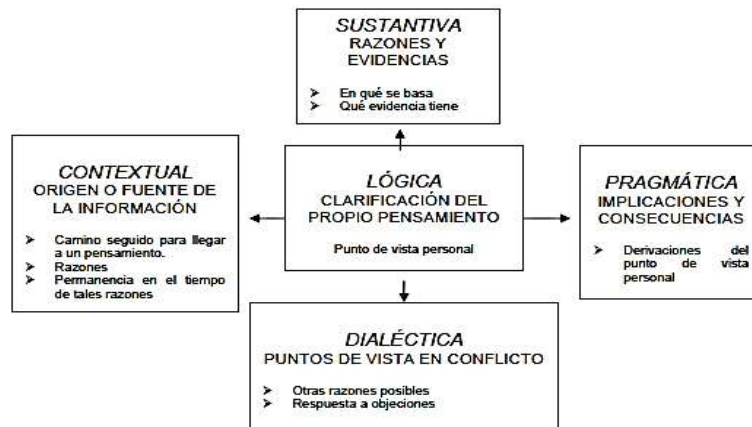 SUSTANTIVA
RAZONES Y
EVIDENCIAS
➤ En qué se basa
➤ Qué evidencia tiene
CONTEXTUAL
ORIGEN O FUENTE DE
LA INFORMACIÓN
➤ Camino seguido para llegar
a un pensamiento.
➤ Razones
➤ Permanencia en el tiempo
de tales razones
LÓGICA
CLARIFICACIÓN DEL
PROPIO PENSAMIENTO
Punto de vista personal
PRAGMÁTICA
IMPLICACIONES Y
CONSECUENCIAS
➤ Derivaciones del
punto de vista
personal
DIALÉCTICA
PUNTOS DE VISTA EN CONFLICTO
➤ Otras razones posibles
➤ Respuesta a objeciones